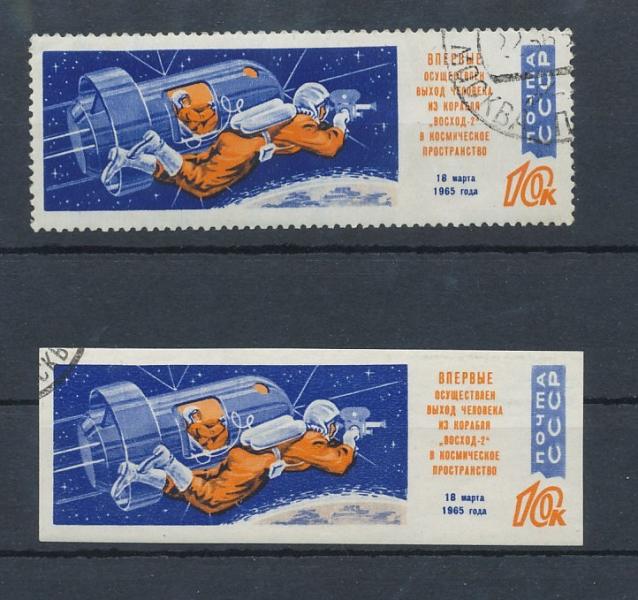 ВПЕРВЫЕ
ОСУЩЕСТВЛЕН
ВЫХОД ЧЕЛОВЕКА
ИЗ КОРАБЛЯ
„ВОСХОД-2"
В КОСМИЧЕСКОЕ
ПРОСТРАНСТВО
18 марта
1965 года
ПОЧТА
СССР
10К
ВПЕРВЫЕ
ОСУЩЕСТВЛЕН
ВЫХОД ЧЕЛОВЕКА
ИЗ КОРАБЛЯ
„ВОСХОД-2"
В КОСМИЧЕСКОЕ
ПРОСТРАНСТВО
18 марта
1965 года
ПОЧТА
СССР
10К